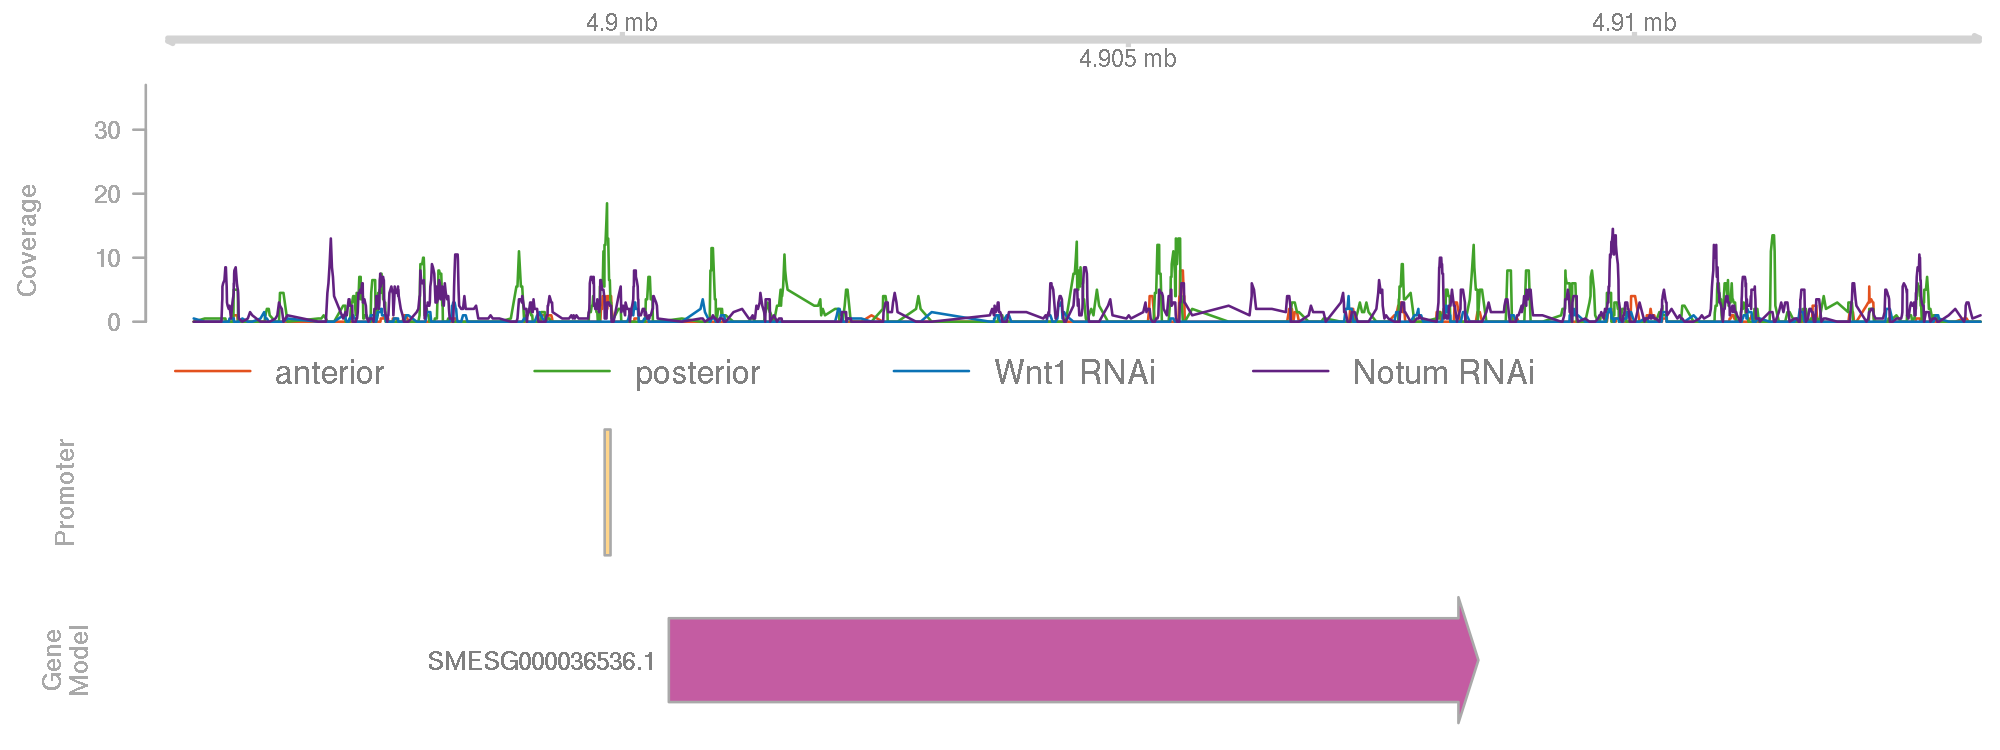 4.9 mb
4.91 mb
4.905 mb
Coverage
30
20
10
0
anterior
posterior
Wnt1 RNAi
Notum RNAi
Promoter
0
Gene
Model
SMESG000036536.1